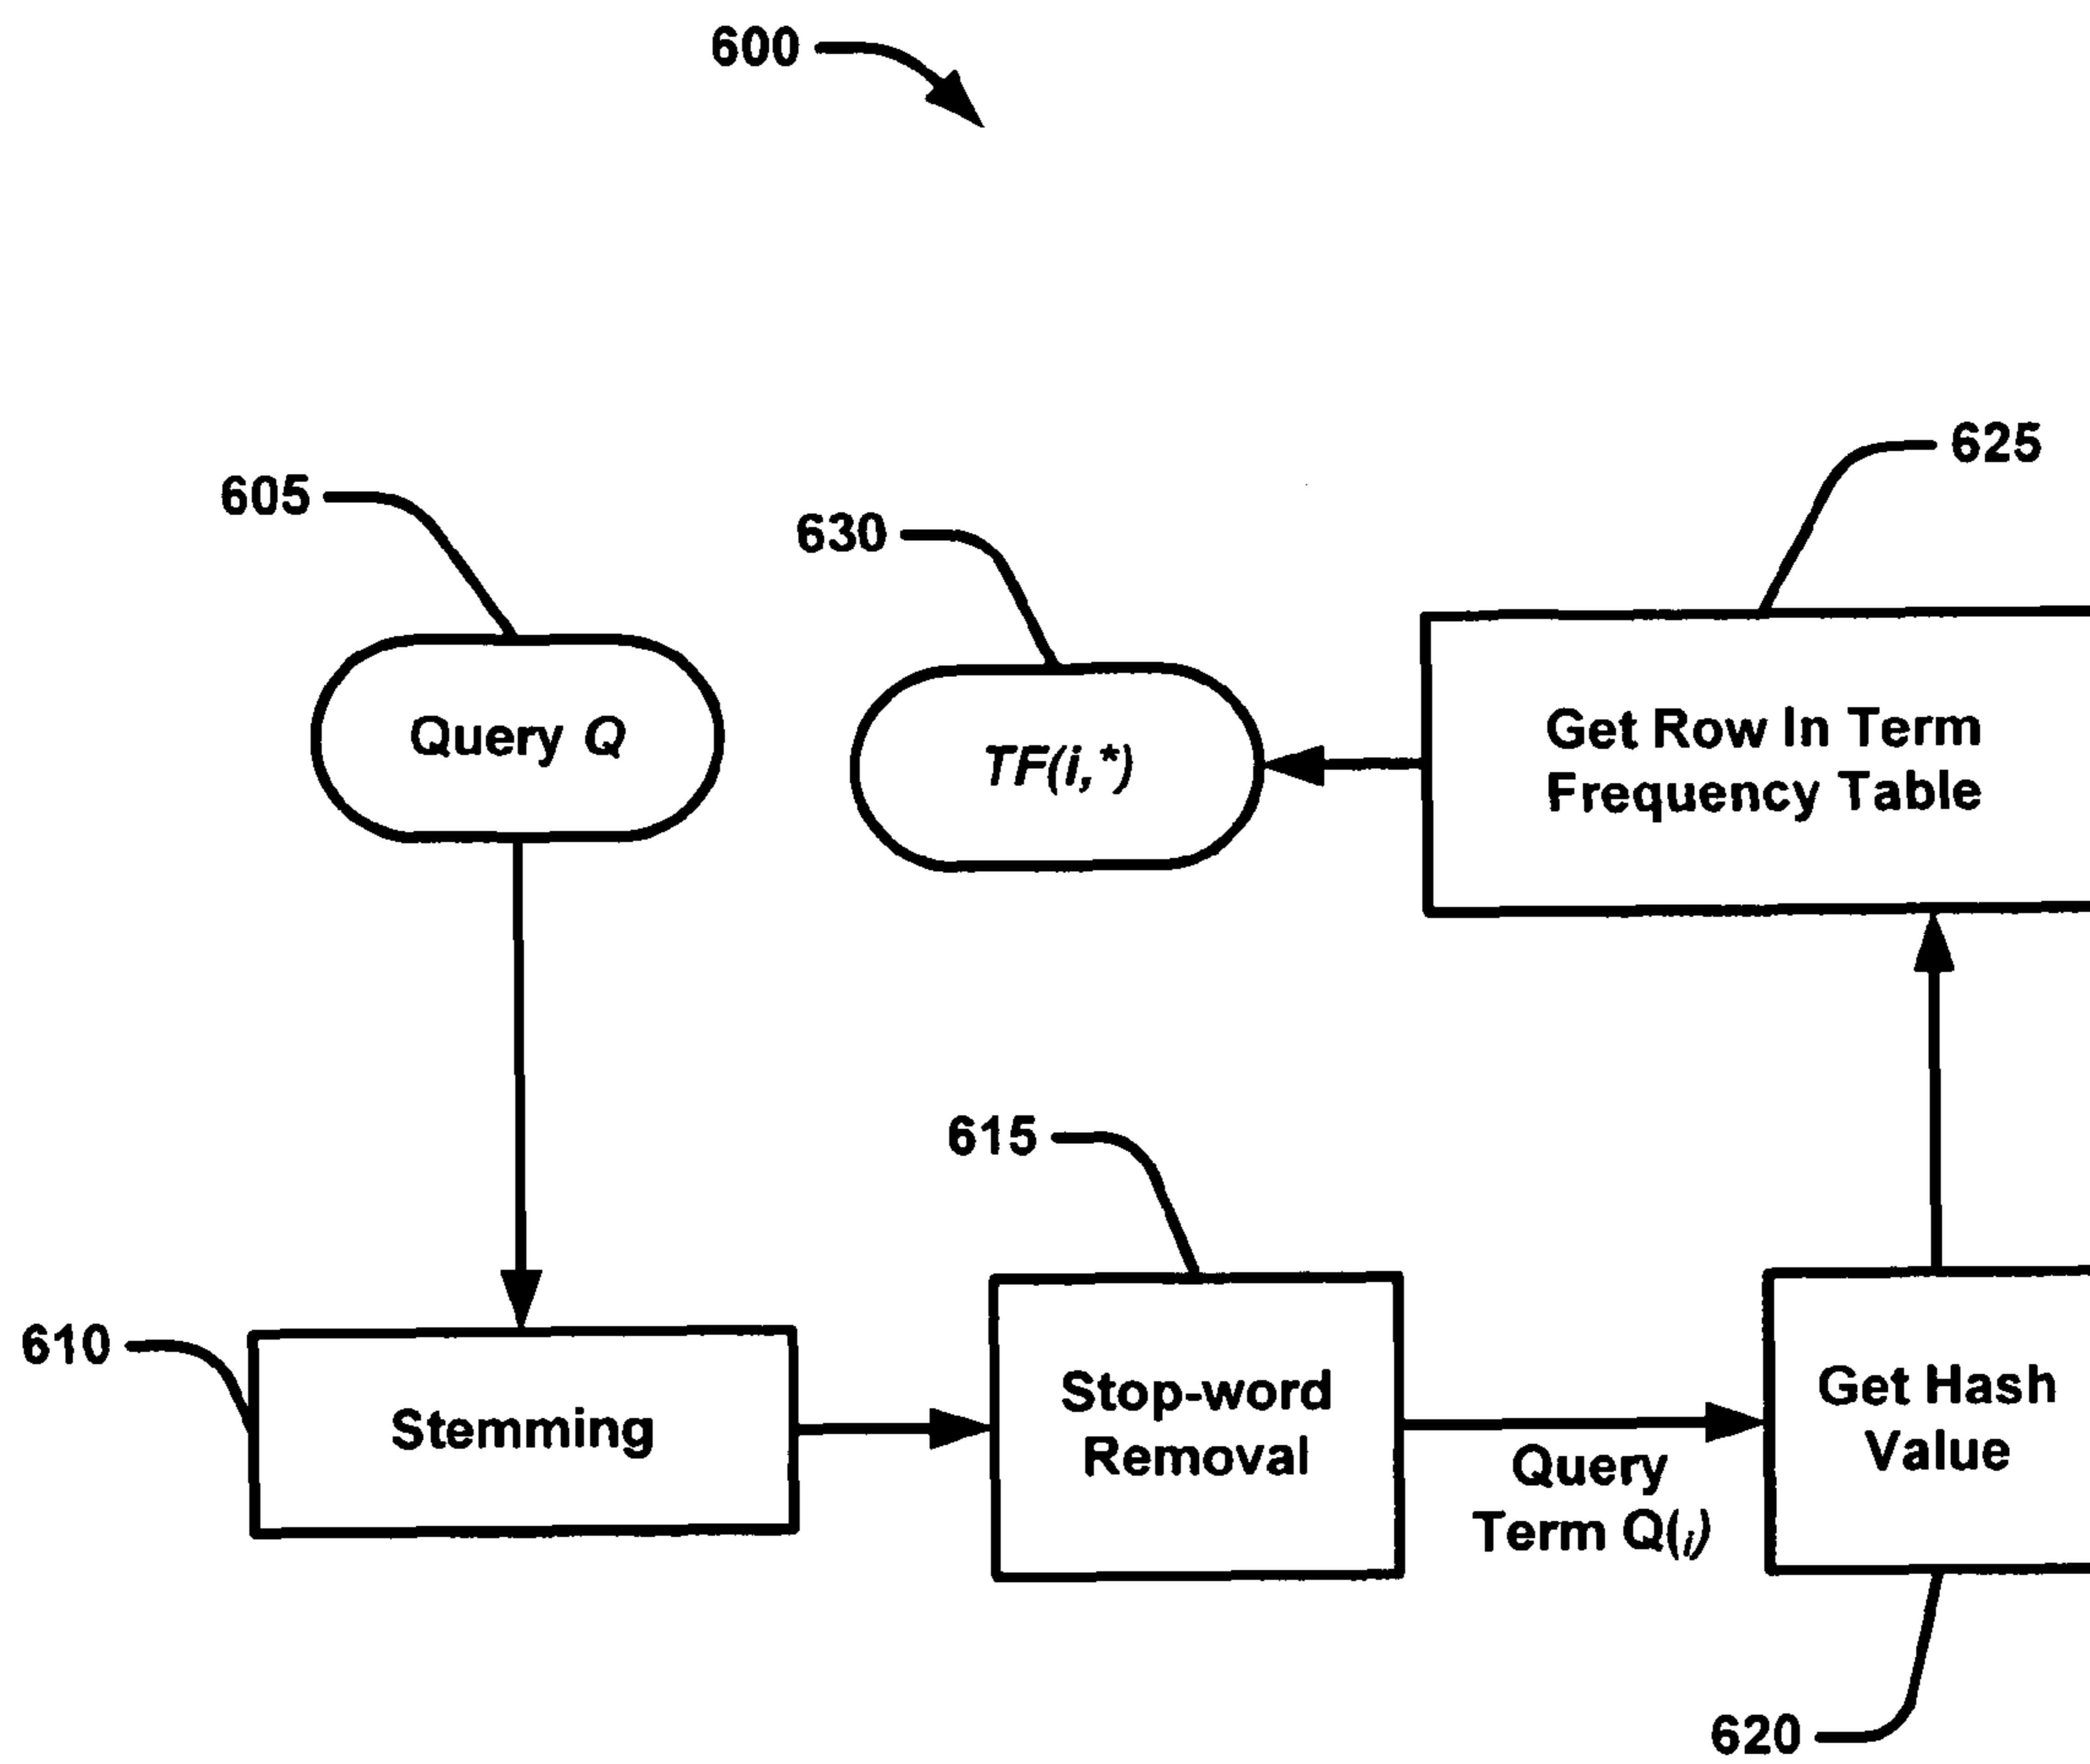 600
625
605
630
Query Q
TF(i,*)
Get Row In Term
Frequency Table
615
610
Stemming
Stop-word
Removal
Query
Term Q(i)
Get Hash
Value
620